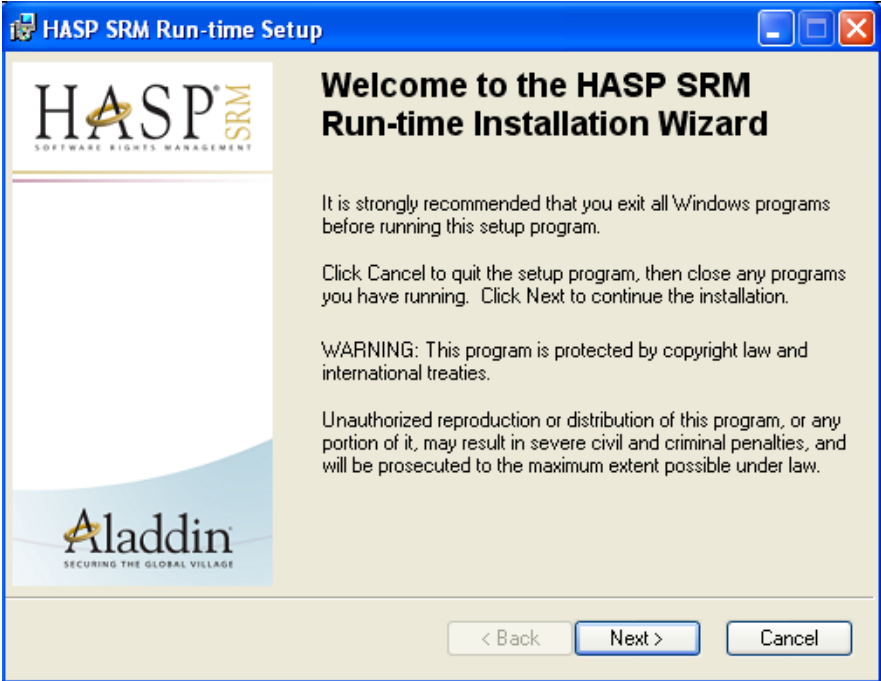 HASP SRM Run-time Setup
HASP SRM
SOFTWARE RIGHTS MANAGEMENT
Welcome to the HASP SRM
Run-time Installation Wizard
It is strongly recommended that you exit all Windows programs
before running this setup program.
Click Cancel to quit the setup program, then close any programs
you have running.  Click Next to continue the installation.
WARNING: This program is protected by copyright law and
international treaties.
Unauthorized reproduction or distribution of this program, or any
portion of it, may result in severe civil and criminal penalties, and
will be prosecuted to the maximum extent possible under law.
Aladdin
SECURING THE GLOBAL VILLAGE
< Back Next > Cancel